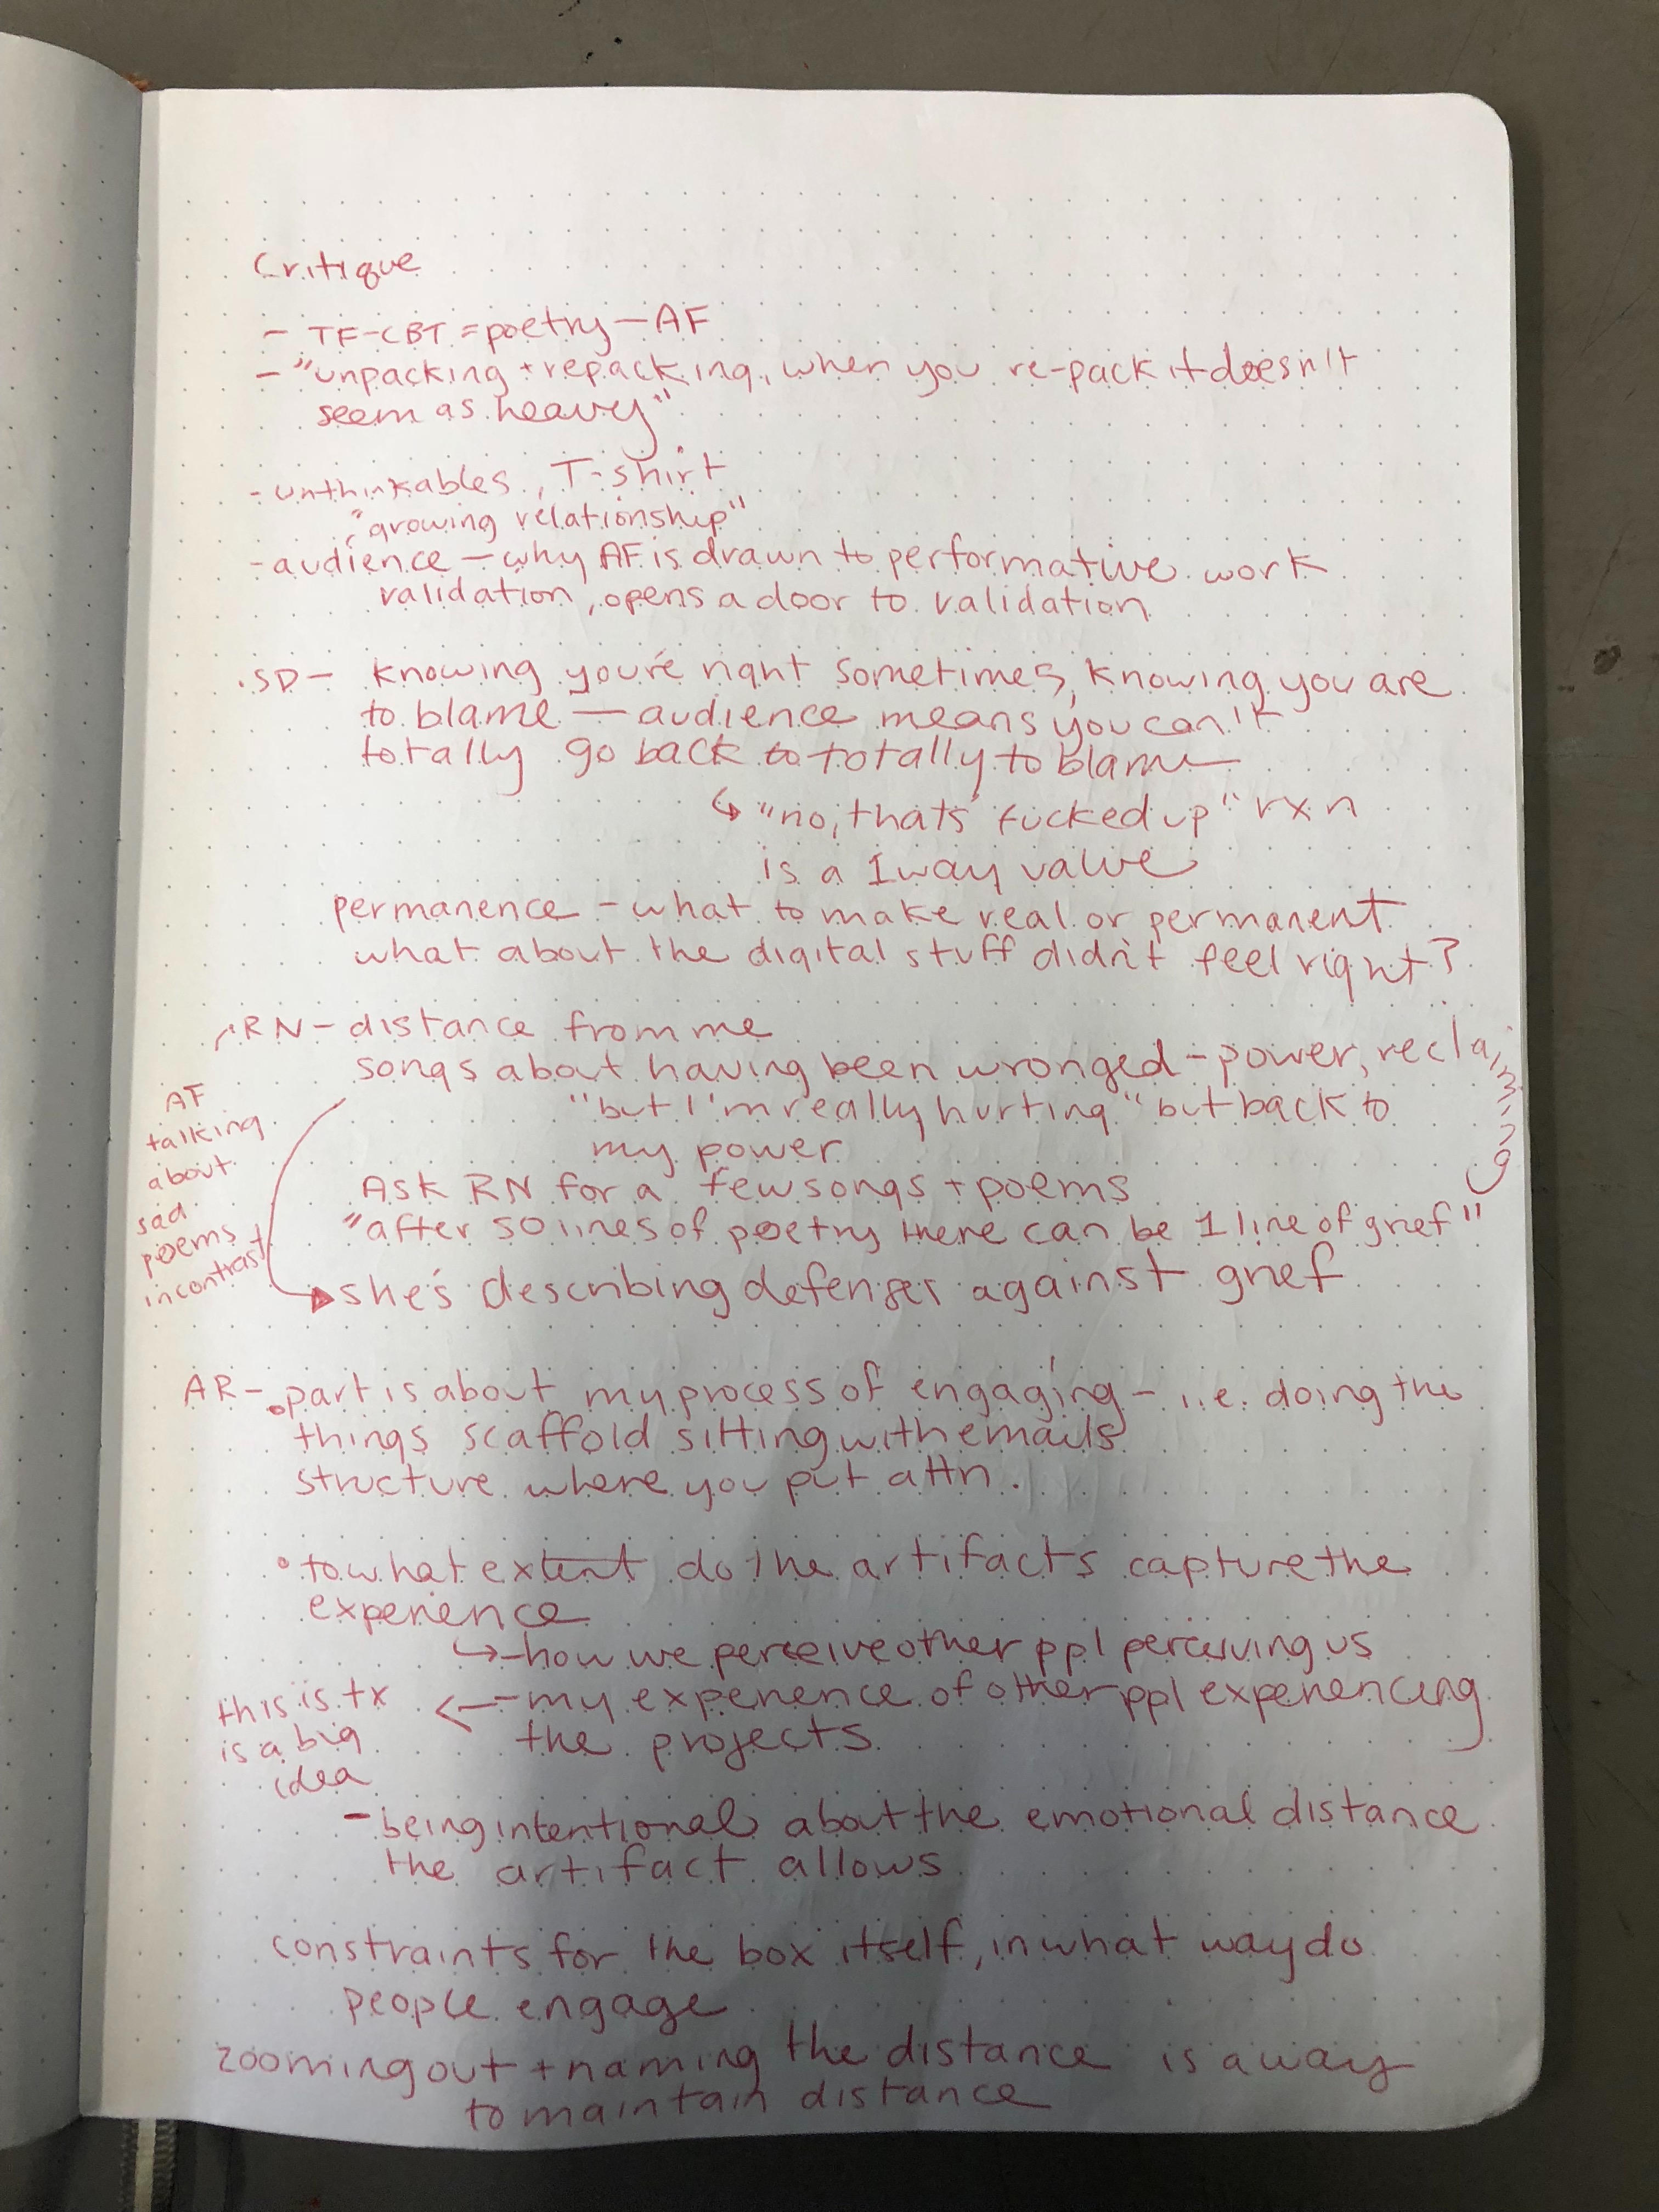 Critique
- TF-CBT = poetry - AF
- "unpacking + repacking, when you re-pack it doesn't
seem as heavy"
- unthinkables, T-shirt
"growing relationship"
- audience - why AF is drawn to performative work
validation, opens a door to validation
SD - knowing you're right sometimes, knowing you are
to blame - audience means you can't
totally go back to totally to blame
↳ "no, that's fucked up" rxn
is a 1 way valve
permanence - what to make real or permanent
what about the digital stuff didn't feel right?
RN - distance from me
songs about having been wronged - power, reclaiming
"but I'm really hurting" but back to
my power
Ask RN for a few songs + poems
"after 50 lines of poetry there can be 1 line of grief"
AF
talking
about
sad
poems
in contrast
she's describing defenses against grief
AR - part is about my process of engaging - i.e. doing the
things scaffold sitting with emails
structure where you put attn.
• to what extent do the artifacts capture the
experience
↳ - how we perceive other ppl perceiving us
← - my experience of other ppl experiencing
the projects
this is tx
is a big
idea
- being intentional about the emotional distance
the artifact allows
constraints for the box itself, in what way do
people engage
zooming out + naming the distance is a way
to maintain distance